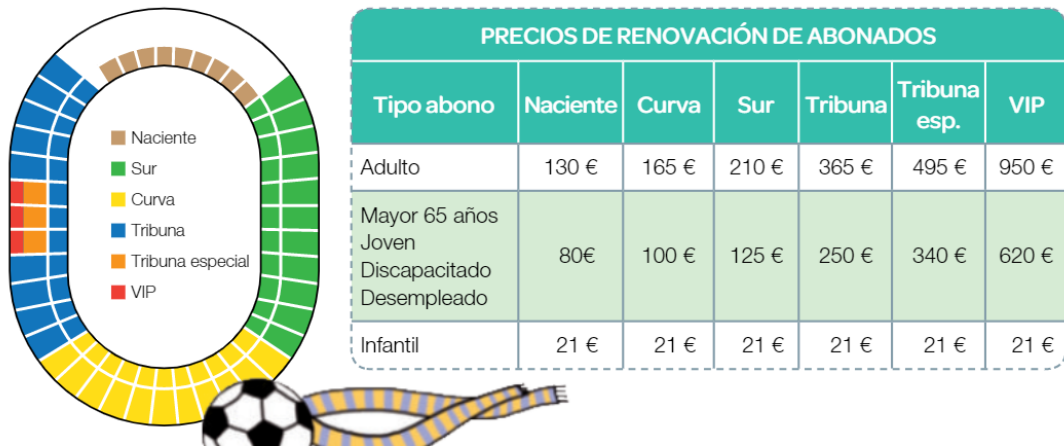 Naciente
Sur
Curva
Tribuna
Tribuna especial
VIP
PRECIOS DE RENOVACIÓN DE ABONADOS
Tipo abono Naciente Curva Sur Tribuna Tribuna esp. VIP
Adulto 130 € 165 € 210 € 365 € 495 € 950 €
Mayor 65 años
Joven
Discapacitado
Desempleado
80€ 100 € 125 € 250 € 340 € 620 €
Infantil 21 € 21 € 21 € 21 € 21 € 21 €